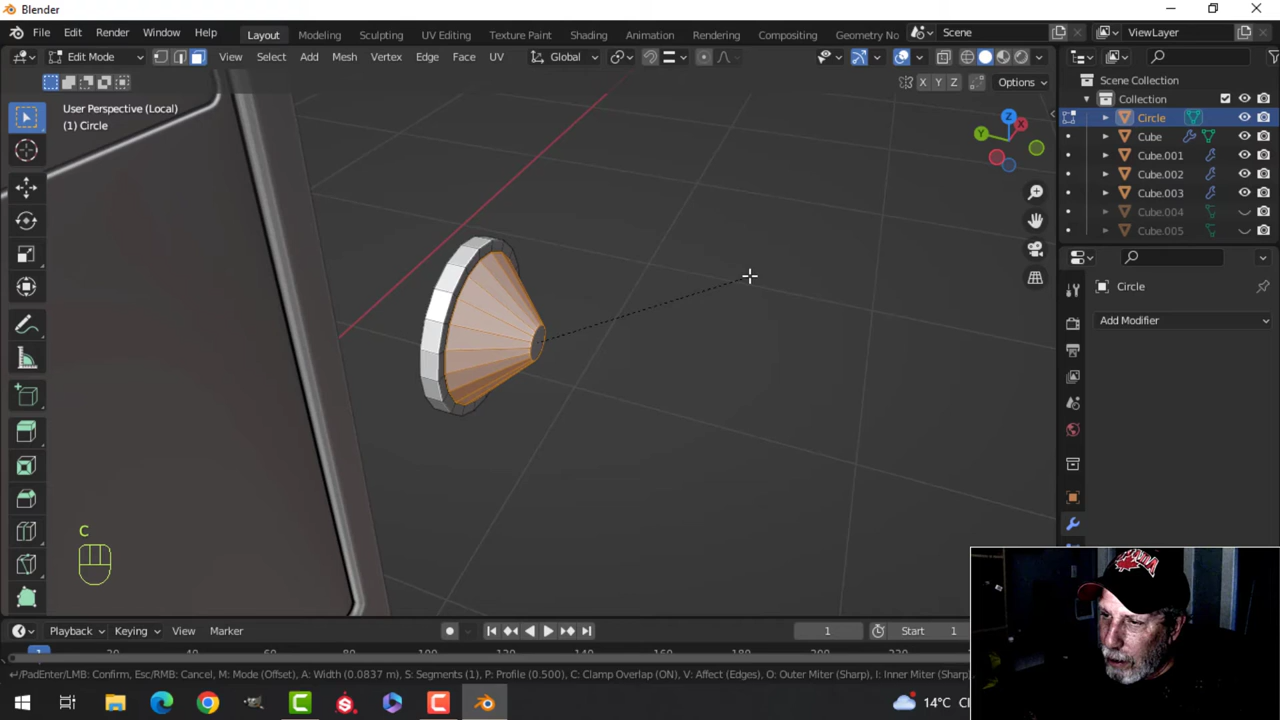 Blender
File Edit Render Window Help Layout Modeling Sculpting UV Editing Texture Paint Shading Animation Rendering Compositing Geometry No Scene ViewLayer
Edit Mode View Select Add Mesh Vertex Edge Face UV Global
X Y Z Options
User Perspective (Local)
(1) Circle
Z X Y
Scene Collection
Collection
Circle
Cube
Cube.001
Cube.002
Cube.003
Cube.004
Cube.005
Circle
Add Modifier
C
Playback Keying View Marker 1 Start 1
1
/PadEnter/LMB: Confirm, Esc/RMB: Cancel, M: Mode (Offset), A: Width (0.0837 m), S: Segments (1), P: Profile (0.500), C: Clamp Overlap (ON), V: Affect (Edges), O: Outer Miter (Sharp), I: Inner Miter (Sharp),
14°C